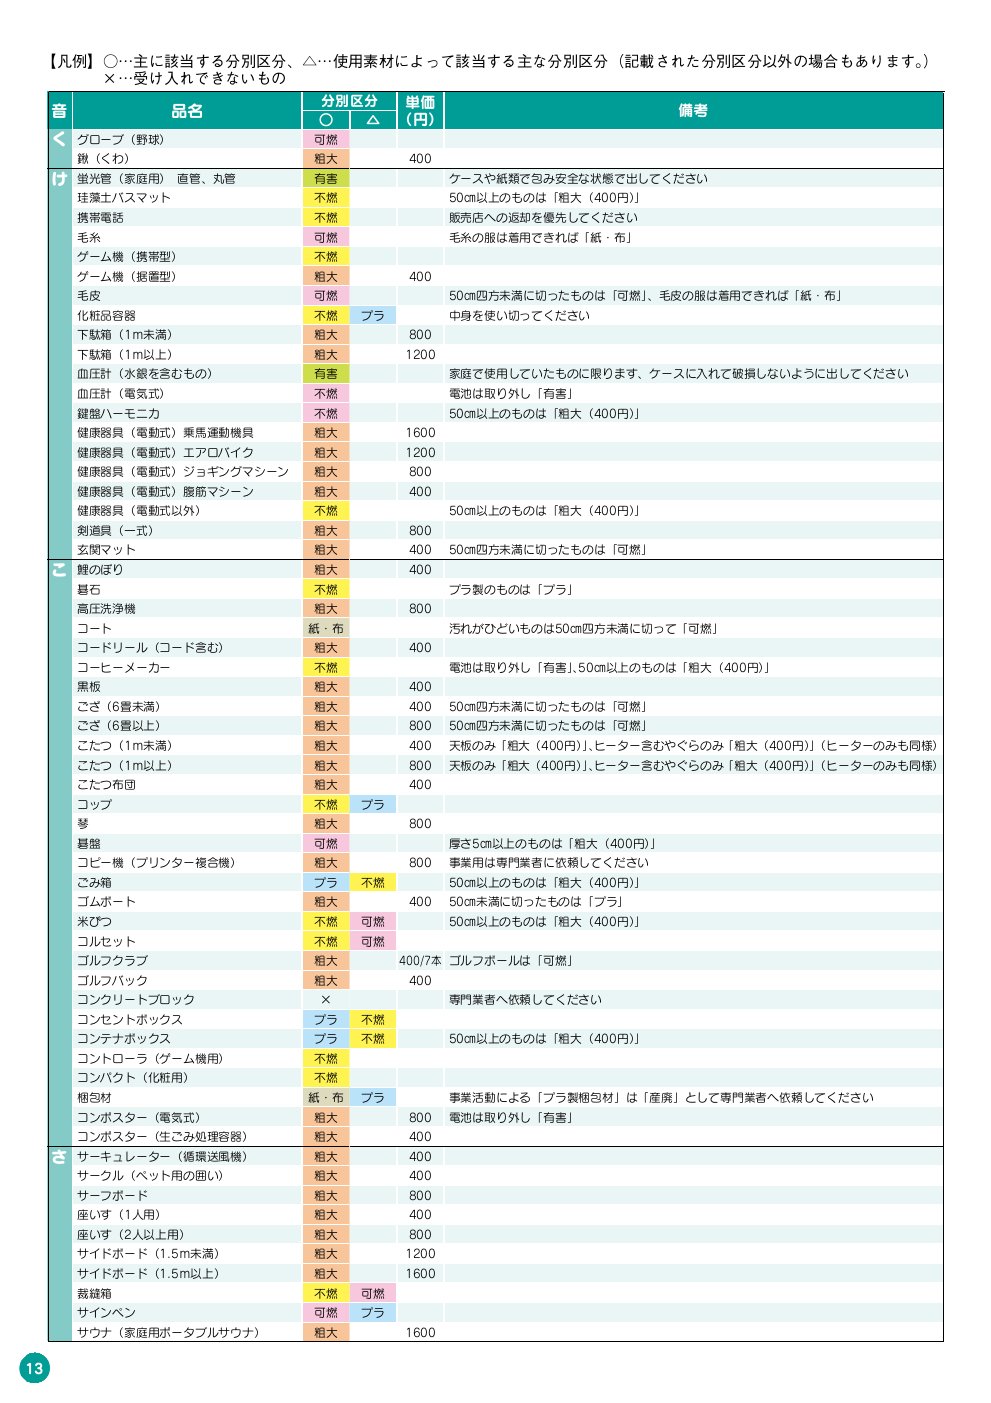 【凡例】○…主に該当する分別区分、△…使用素材によって該当する主な分別区分（記載された分別区分以外の場合もあります。）
×…受け入れできないもの
音 品名 分別区分 ○ △ 単価（円） 備考
く グローブ（野球） 可燃
鍬（くわ） 粗大 400
け 蛍光管（家庭用） 直管、丸管 有害 ケースや紙類で包み安全な状態で出してください
珪藻土バスマット 不燃 50㎝以上のものは「粗大（400円）」
携帯電話 不燃 販売店への返却を優先してください
毛糸 可燃 毛糸の服は着用できれば「紙・布」
ゲーム機（携帯型） 不燃
ゲーム機（据置型） 粗大 400
毛皮 可燃 50㎝四方未満に切ったものは「可燃」、毛皮の服は着用できれば「紙・布」
化粧品容器 不燃 プラ 中身を使い切ってください
下駄箱（1m未満） 粗大 800
下駄箱（1m以上） 粗大 1200
血圧計（水銀を含むもの） 有害 家庭で使用していたものに限ります、ケースに入れて破損しないように出してください
血圧計（電気式） 不燃 電池は取り外し「有害」
鍵盤ハーモニカ 不燃 50㎝以上のものは「粗大（400円）」
健康器具（電動式）乗馬運動機具 粗大 1600
健康器具（電動式）エアロバイク 粗大 1200
健康器具（電動式）ジョギングマシーン 粗大 800
健康器具（電動式）腹筋マシーン 粗大 400
健康器具（電動式以外） 不燃 50㎝以上のものは「粗大（400円）」
剣道具（一式） 粗大 800
玄関マット 粗大 400 50㎝四方未満に切ったものは「可燃」
こ 鯉のぼり 粗大 400
碁石 不燃 プラ製のものは「プラ」
高圧洗浄機 粗大 800
コート 紙・布 汚れがひどいものは50㎝四方未満に切って「可燃」
コードリール（コード含む） 粗大 400
コーヒーメーカー 不燃 電池は取り外し「有害」、50㎝以上のものは「粗大（400円）」
黒板 粗大 400
ござ（6畳未満） 粗大 400 50㎝四方未満に切ったものは「可燃」
ござ（6畳以上） 粗大 800 50㎝四方未満に切ったものは「可燃」
こたつ（1m未満） 粗大 400 天板のみ「粗大（400円）」、ヒーター含むやぐらのみ「粗大（400円）」（ヒーターのみも同様）
こたつ（1m以上） 粗大 800 天板のみ「粗大（400円）」、ヒーター含むやぐらのみ「粗大（400円）」（ヒーターのみも同様）
こたつ布団 粗大 400
コップ 不燃 プラ
琴 粗大 800
碁盤 可燃 厚さ5㎝以上のものは「粗大（400円）」
コピー機（プリンター複合機） 粗大 800 事業用は専門業者に依頼してください
ごみ箱 プラ 不燃 50㎝以上のものは「粗大（400円）」
ゴムボート 粗大 400 50㎝未満に切ったものは「プラ」
米びつ 不燃 可燃 50㎝以上のものは「粗大（400円）」
コルセット 不燃 可燃
ゴルフクラブ 粗大 400/7本 ゴルフボールは「可燃」
ゴルフバック 粗大 400
コンクリートブロック × 専門業者へ依頼してください
コンセントボックス プラ 不燃
コンテナボックス プラ 不燃 50㎝以上のものは「粗大（400円）」
コントローラ（ゲーム機用） 不燃
コンパクト（化粧用） 不燃
梱包材 紙・布 プラ 事業活動による「プラ製梱包材」は「産廃」として専門業者へ依頼してください
コンポスター（電気式） 粗大 800 電池は取り外し「有害」
コンポスター（生ごみ処理容器） 粗大 400
さ サーキュレーター（循環送風機） 粗大 400
サークル（ペット用の囲い） 粗大 400
サーフボード 粗大 800
座いす（1人用） 粗大 400
座いす（2人以上用） 粗大 800
サイドボード（1.5m未満） 粗大 1200
サイドボード（1.5m以上） 粗大 1600
裁縫箱 不燃 可燃
サインペン 可燃 プラ
サウナ（家庭用ポータブルサウナ） 粗大 1600
13